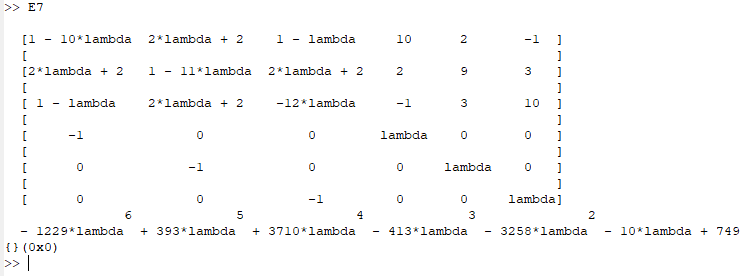 >> E7
[1 - 10*lambda  2*lambda + 2   1 - lambda     10      2       -1  ]
[                                                                 ]
[2*lambda + 2  1 - 11*lambda  2*lambda + 2    2       9       3   ]
[                                                                 ]
[ 1 - lambda   2*lambda + 2    -12*lambda     -1      3       10  ]
[                                                                 ]
[     -1             0             0        lambda    0       0   ]
[                                                                 ]
[     0             -1             0          0     lambda    0   ]
[                                                                 ]
[     0              0            -1          0       0     lambda]
6              5               4              3               2
- 1229*lambda  + 393*lambda  + 3710*lambda  - 413*lambda  - 3258*lambda  - 10*lambda + 749
{}(0x0)
>>